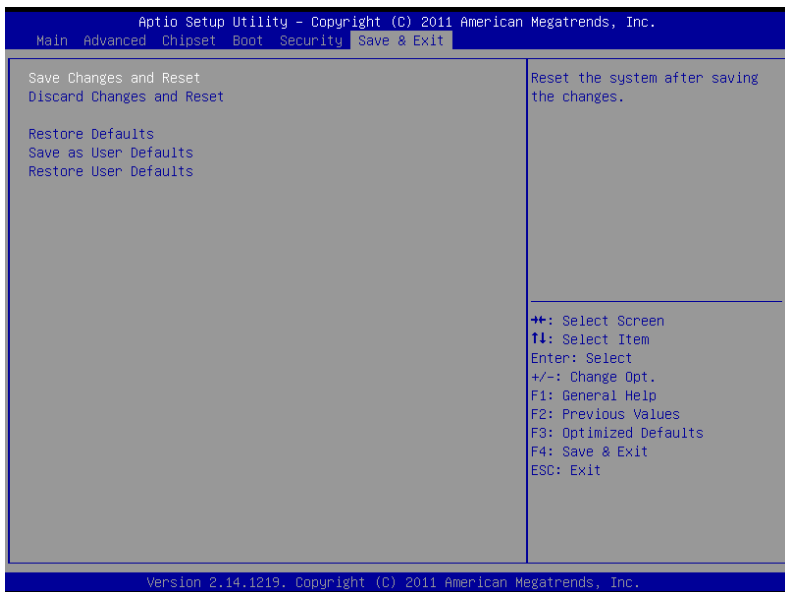 Aptio Setup Utility – Copyright (C) 2011 American Megatrends, Inc.
Main Advanced Chipset Boot Security Save & Exit
Save Changes and Reset
Discard Changes and Reset
Restore Defaults
Save as User Defaults
Restore User Defaults
Reset the system after saving
the changes.
→←: Select Screen
↑↓: Select Item
Enter: Select
+/-: Change Opt.
F1: General Help
F2: Previous Values
F3: Optimized Defaults
F4: Save & Exit
ESC: Exit
Version 2.14.1219. Copyright (C) 2011 American Megatrends, Inc.